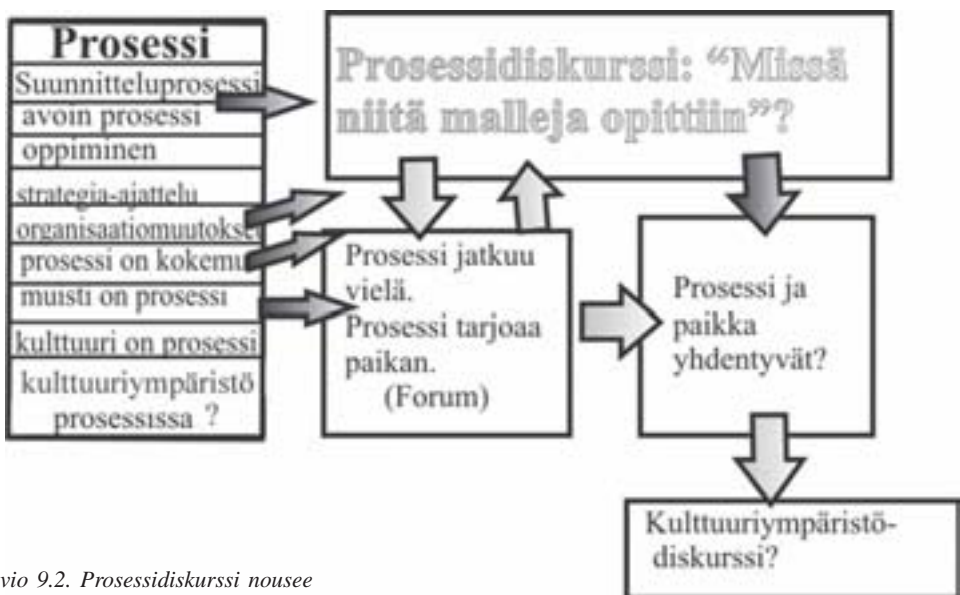 Prosessi
Suunnitteluprosessi
avoin prosessi
oppiminen
strategia-ajattelu
organisaatiomuutokse
prosessi on kokemu
muisti on prosessi
kulttuuri on prosessi
kulttuuriympäristö
prosessissa ?
Prosessidiskurssi: “Missä
niitä malleja opittiin”?
Prosessi jatkuu
vielä.
Prosessi tarjoaa
paikan.
(Forum)
Prosessi ja
paikka
yhdentyvät?
Kulttuuriympäristö-
diskurssi?
vio 9.2. Prosessidiskurssi nousee